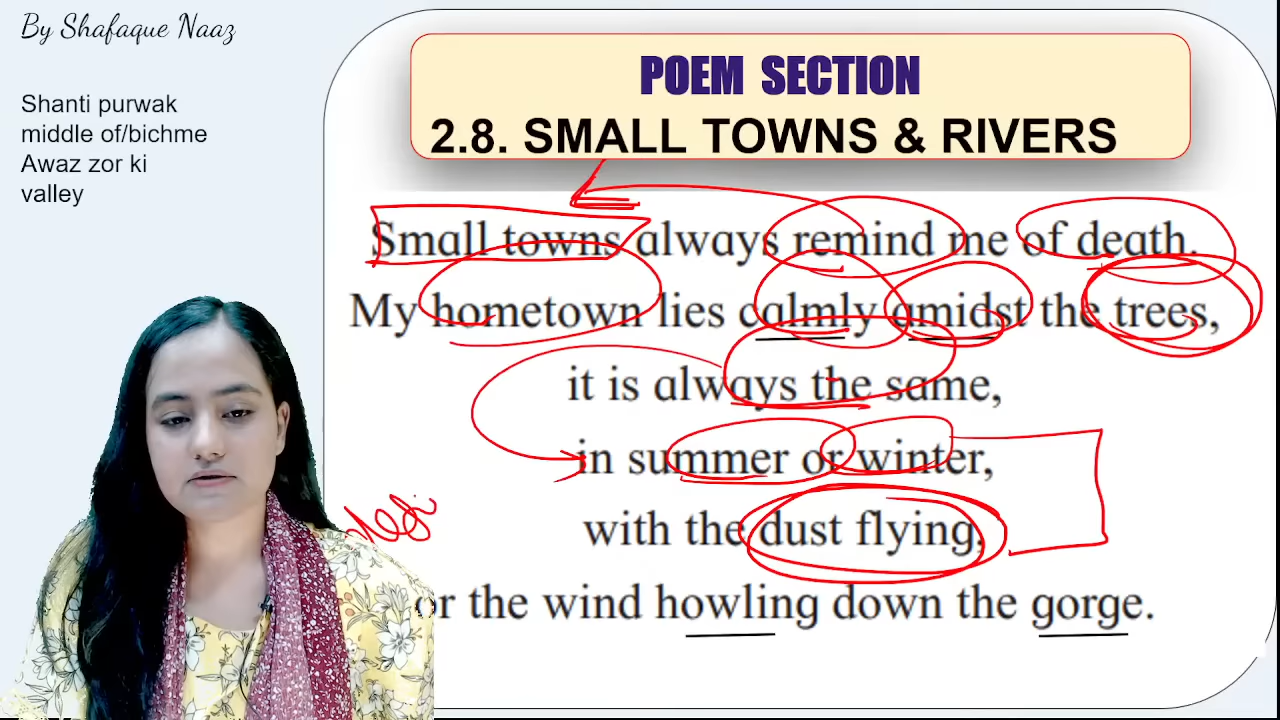 By Shafaque Naaz
Shanti purwak
middle of/bichme
Awaz zor ki
valley
POEM SECTION
2.8. SMALL TOWNS & RIVERS
Small towns always remind me of death.
My hometown lies calmly amidst the trees,
it is always the same,
in summer or winter,
with the dust flying,
or the wind howling down the gorge.